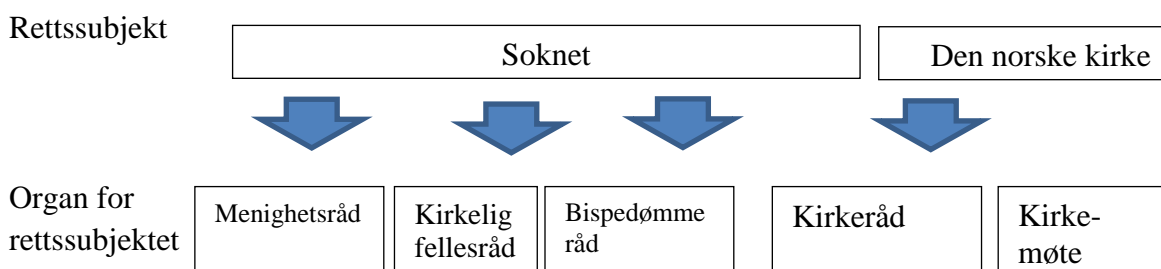 Rettssubjekt
Soknet
Den norske kirke
Organ for
rettssubjektet
Menighetsråd
Kirkelig
fellesråd
Bispedømme
råd
Kirkeråd
Kirke-
møte